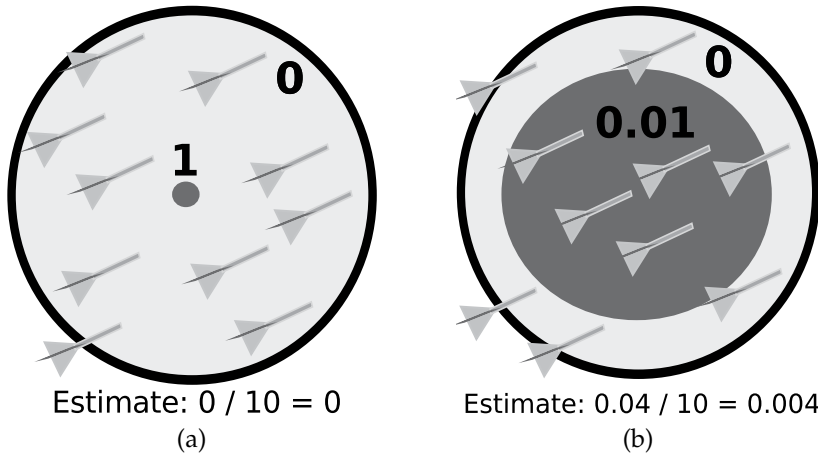 0
1
Estimate: 0 / 10 = 0
(a)
0
0.01
Estimate: 0.04 / 10 = 0.004
(b)